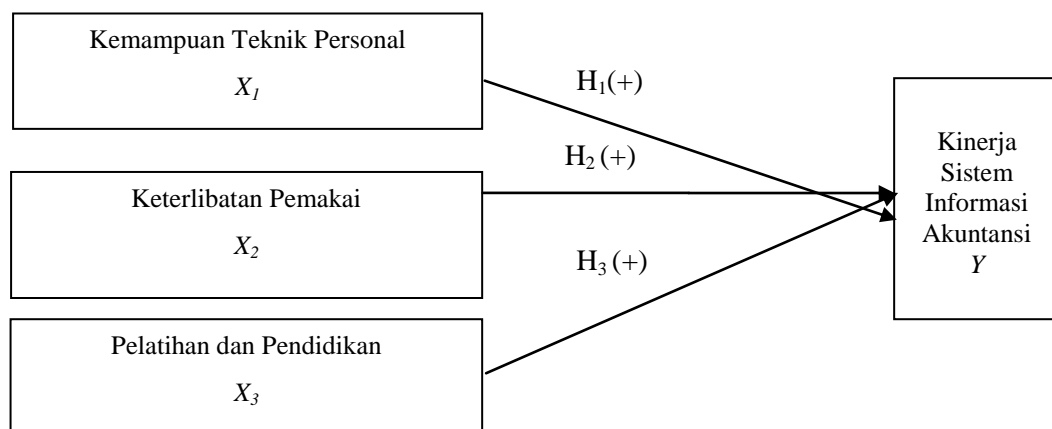 Kemampuan Teknik Personal
X₁
H₁(+)
Keterlibatan Pemakai
X₂
H₂ (+)
Pelatihan dan Pendidikan
X₃
H₃ (+)
Kinerja
Sistem
Informasi
Akuntansi
Y